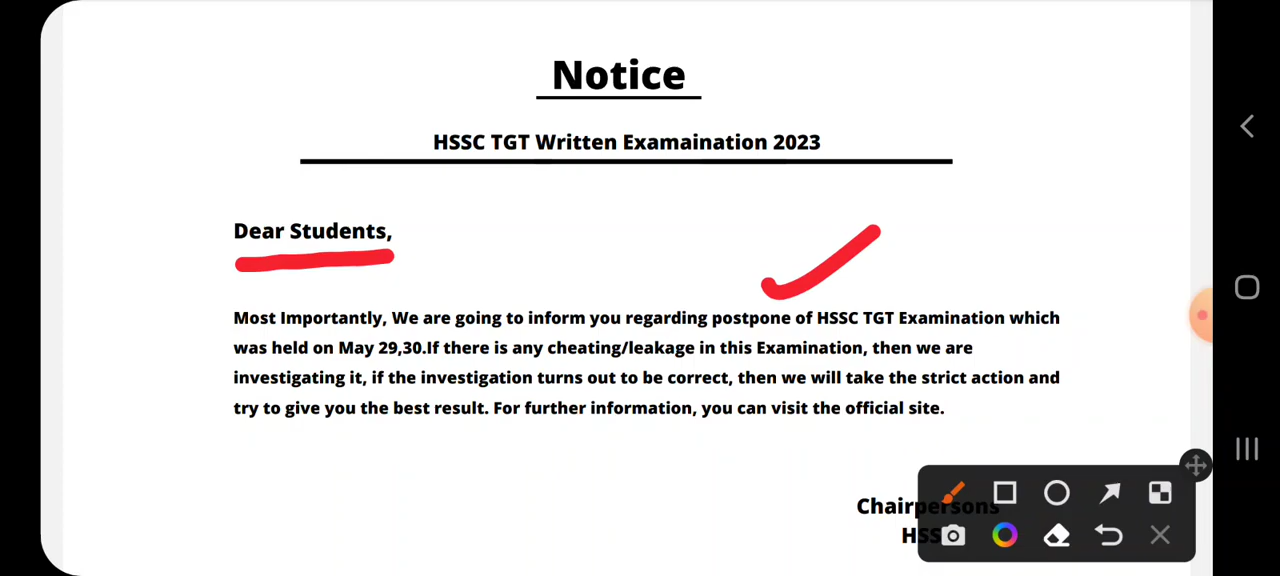 Notice
HSSC TGT Written Examaination 2023
Dear Students,
Most Importantly, We are going to inform you regarding postpone of HSSC TGT Examination which
was held on May 29,30.If there is any cheating/leakage in this Examination, then we are
investigating it, if the investigation turns out to be correct, then we will take the strict action and
try to give you the best result. For further information, you can visit the official site.
Chairpersons